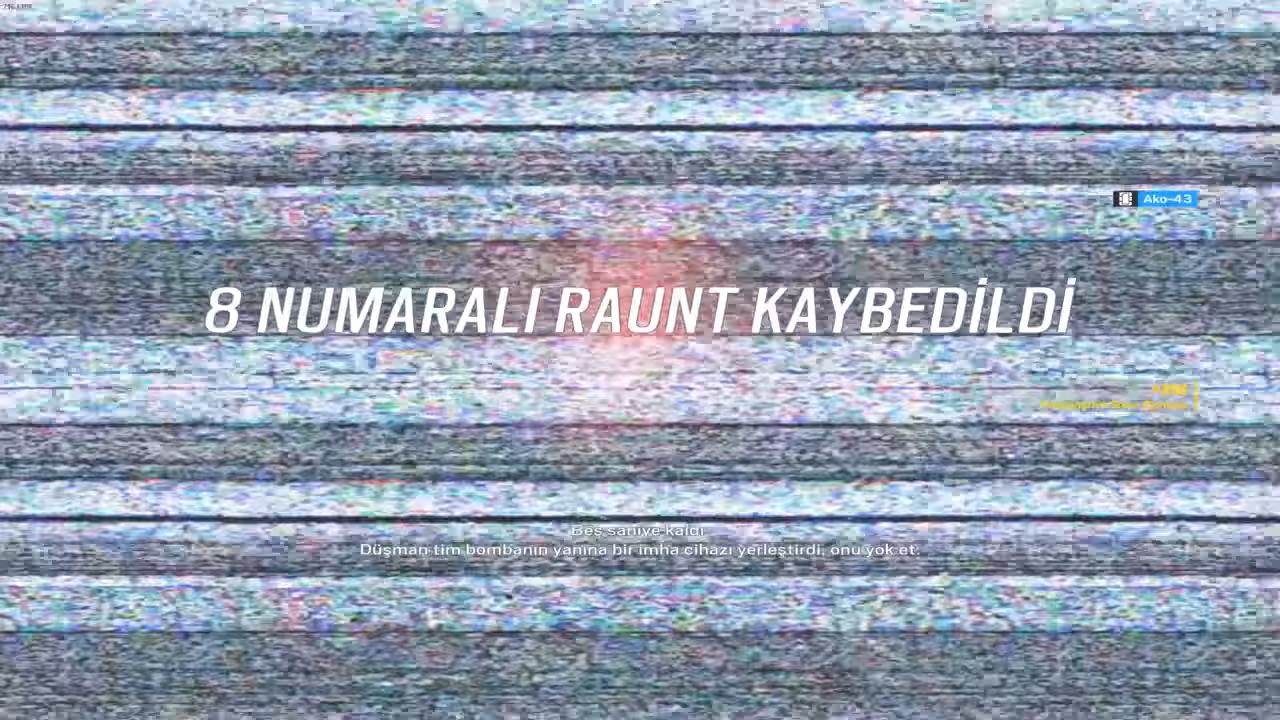 Ako-43
8 NUMARALI RAUNT KAYBEDİLDİ
Beş saniye kaldı
Düşman tim bombanın yanına bir imha cihazı yerleştirdi, onu yok et.